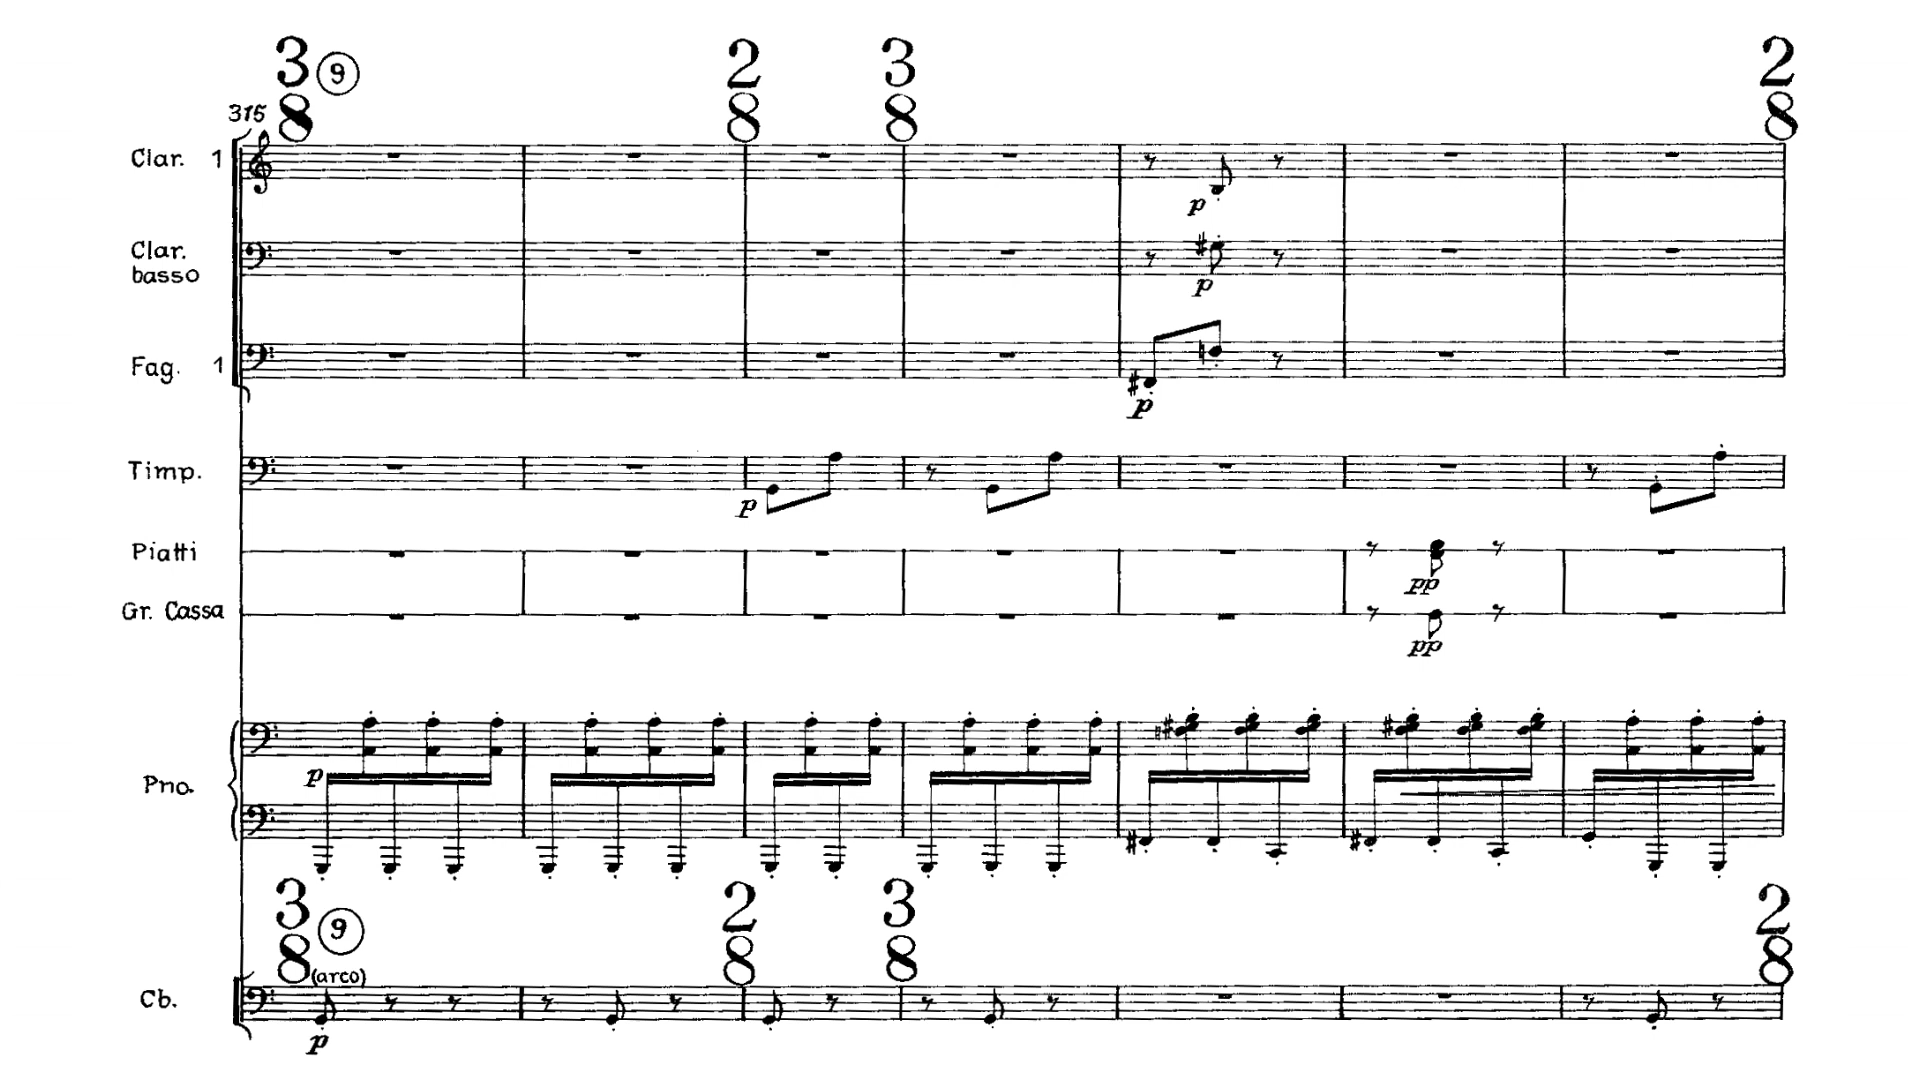 3 9 2 3 2
8 8 8 8
315
Clar. 1
p
Clar.
basso
p
Fag. 1
p
Timp.
p
Piatti
pp
Gr. Cassa
pp
p
Pno.
3 9 2 3 2
8 (arco) 8 8 8
Cb.
p